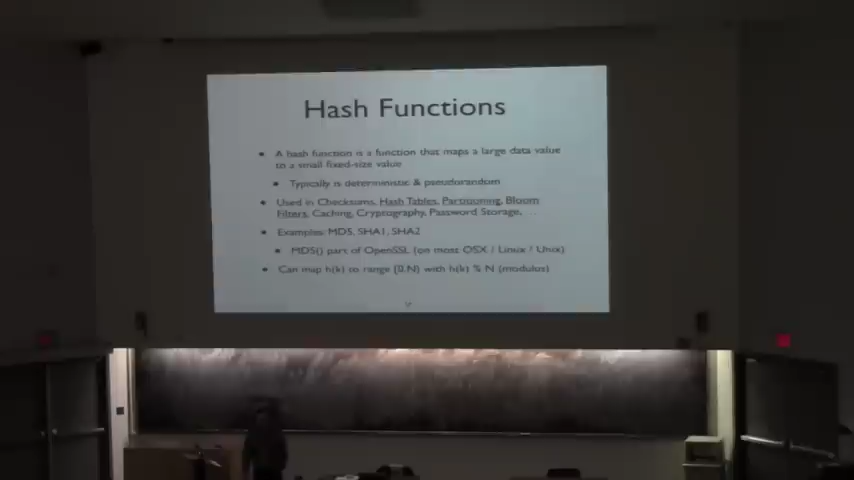 Hash Functions
• A hash function is a function that maps a large data value
to a small fixed-size value
• Typically is deterministic & pseudorandom
• Used in Checksums, Hash Tables, Partitioning, Bloom
Filters, Caching, Cryptography, Password Storage, ...
• Examples: MD5, SHA1, SHA2
• MD5() part of OpenSSL (on most OSX / Linux / Unix)
• Can map h(k) to range [0,N) with h(k) % N (modulus)